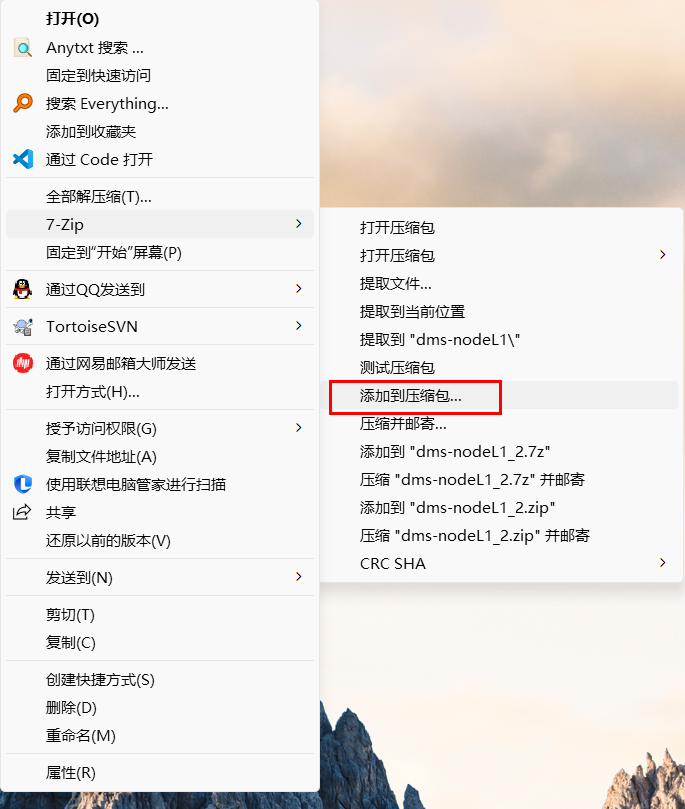 打开(O)
Anytxt 搜索 ...
固定到快速访问
搜索 Everything...
添加到收藏夹
通过 Code 打开
全部解压缩(T)...
7-Zip
固定到“开始”屏幕(P)
通过QQ发送到
TortoiseSVN
通过网易邮箱大师发送
打开方式(H)...
授予访问权限(G)
复制文件地址(A)
使用联想电脑管家进行扫描
共享
还原以前的版本(V)
发送到(N)
剪切(T)
复制(C)
创建快捷方式(S)
删除(D)
重命名(M)
属性(R)
打开压缩包
打开压缩包
提取文件...
提取到当前位置
提取到 "dms-nodeL1\"
测试压缩包
添加到压缩包...
压缩并邮寄...
添加到 "dms-nodeL1_2.7z"
压缩 "dms-nodeL1_2.7z" 并邮寄
添加到 "dms-nodeL1_2.zip"
压缩 "dms-nodeL1_2.zip" 并邮寄
CRC SHA